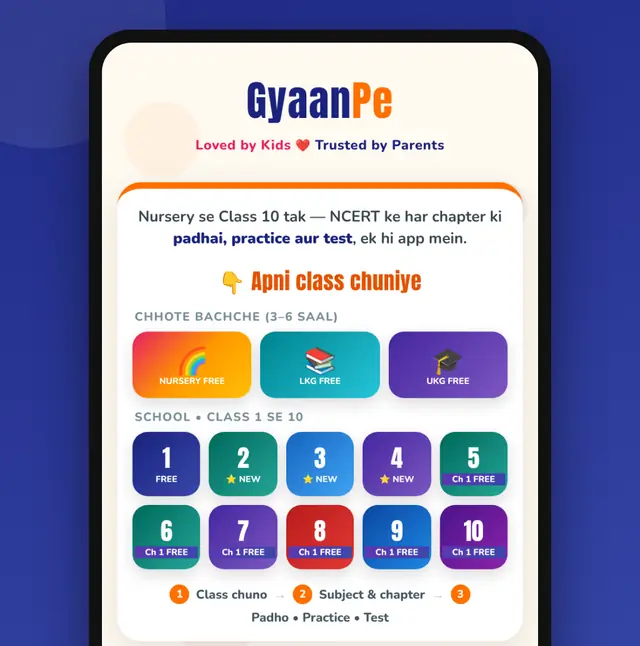 GyaanPe
Loved by Kids ❤️ Trusted by Parents
Nursery se Class 10 tak — NCERT ke har chapter ki
padhai, practice aur test, ek hi app mein.
👇 Apni class chuniye
CHHOTE BACHCHE (3–6 SAAL)
NURSERY FREE
LKG FREE
UKG FREE
SCHOOL • CLASS 1 SE 10
1
FREE
2
⭐ NEW
3
⭐ NEW
4
⭐ NEW
5
Ch 1 FREE
6
Ch 1 FREE
7
Ch 1 FREE
8
Ch 1 FREE
9
Ch 1 FREE
10
Ch 1 FREE
1 Class chuno → 2 Subject & chapter → 3
Padho • Practice • Test